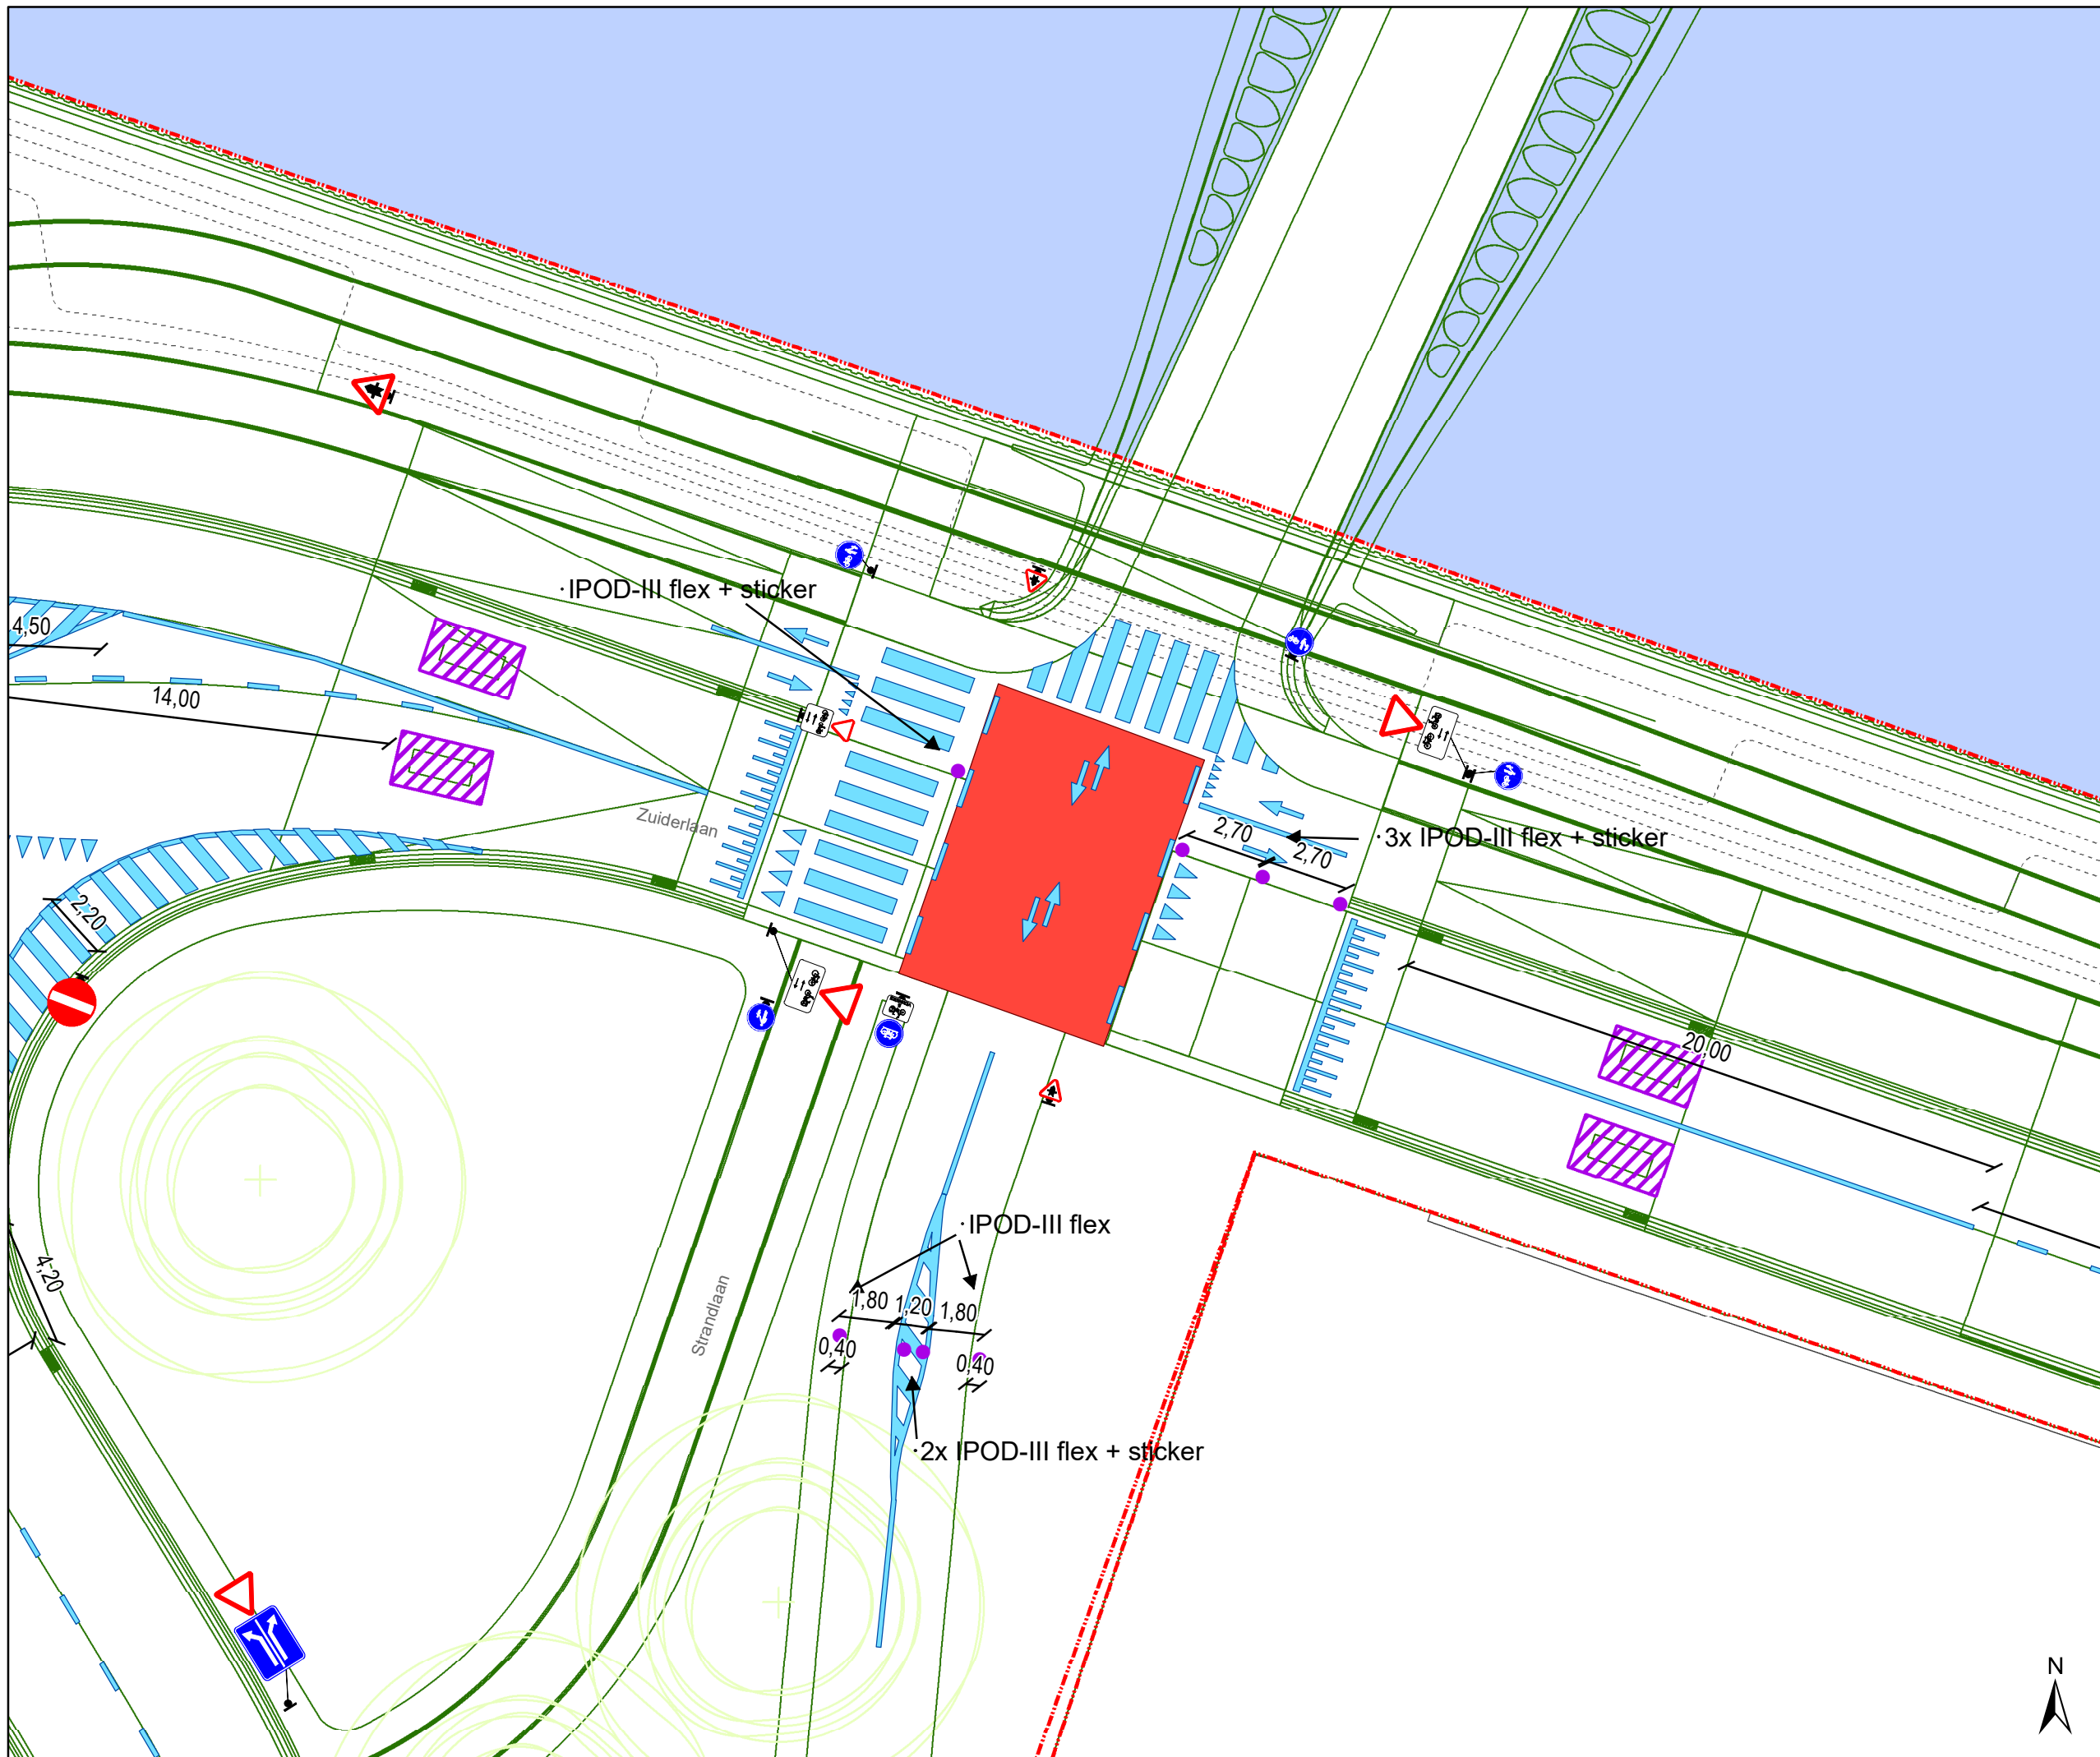 ·IPOD-III flex + sticker
4,50
14,00
Zuiderlaan
2,70
·3x IPOD-III flex + sticker
2,70
2,20
20,00
·IPOD-III flex
4,20
Strandlaan
1,80
1,20
1,80
0,40
0,40
·2x IPOD-III flex + sticker
N